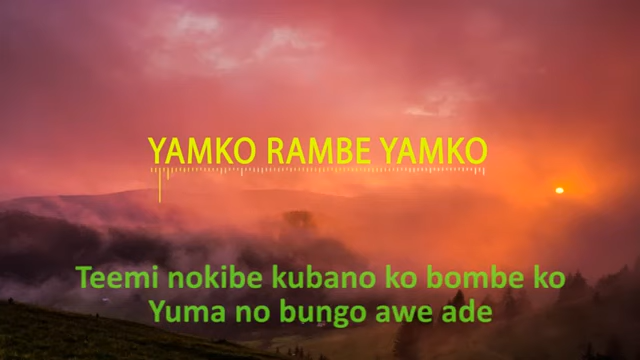 YAMKO RAMBE YAMKO
Teemi nokibe kubano ko bombe ko
Yuma no bungo awe ade